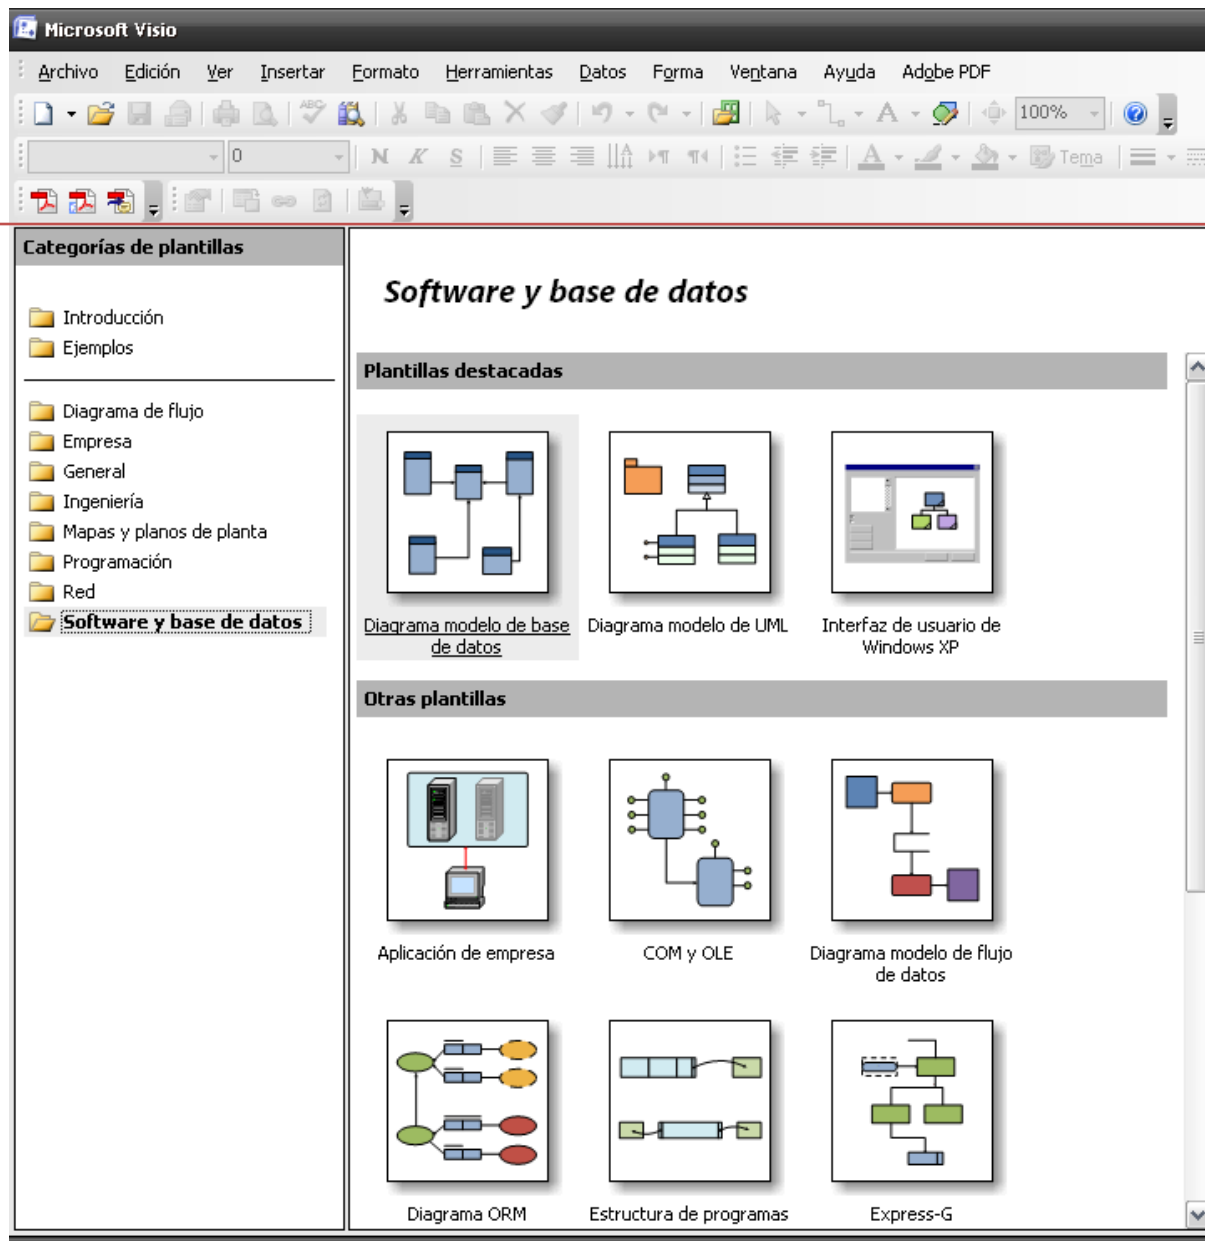 Microsoft Visio
Archivo Edición Ver Insertar Formato Herramientas Datos Forma Ventana Ayuda Adobe PDF
ABC 100%
0 N K S A Tema
Categorías de plantillas
Introducción
Ejemplos
Diagrama de flujo
Empresa
General
Ingeniería
Mapas y planos de planta
Programación
Red
Software y base de datos
Software y base de datos
Plantillas destacadas
Diagrama modelo de base
de datos
Diagrama modelo de UML
Interfaz de usuario de
Windows XP
Otras plantillas
Aplicación de empresa
COM y OLE
Diagrama modelo de flujo
de datos
Diagrama ORM
Estructura de programas
Express-G